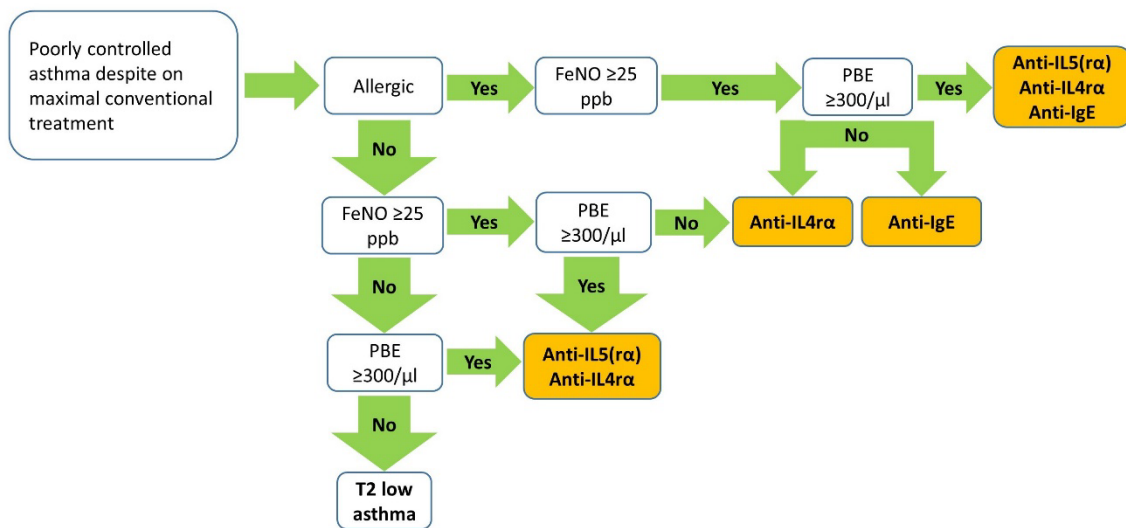 Poorly controlled
asthma despite on
maximal conventional
treatment
Allergic
Yes
FeNO ≥25
ppb
Yes
PBE
≥300/µl
Yes
Anti-IL5(rα)
Anti-IL4rα
Anti-IgE
No
No
FeNO ≥25
ppb
Yes
PBE
≥300/µl
No
Anti-IL4rα
Anti-IgE
No
Yes
PBE
≥300/µl
Yes
Anti-IL5(rα)
Anti-IL4rα
No
T2 low
asthma